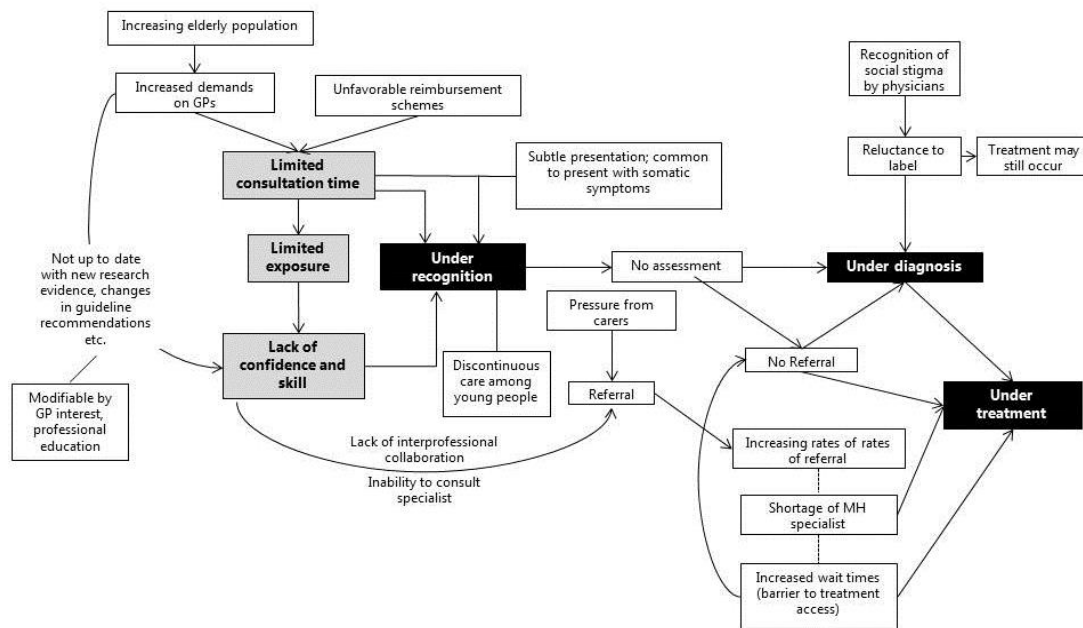 Increasing elderly population
Increased demands
on GPs
Unfavorable reimbursement
schemes
Limited
consultation time
Subtle presentation; common
to present with somatic
symptoms
Recognition of
social stigma
by physicians
Reluctance to
label
Treatment may
still occur
Limited
exposure
Under
recognition
No assessment
Under diagnosis
Not up to date
with new research
evidence, changes
in guideline
recommendations
etc.
Pressure from
carers
Lack of
confidence and
skill
Discontinuous
care among
young people
No Referral
Referral
Under
treatment
Modifiable by
GP interest,
professional
education
Lack of interprofessional
collaboration
Inability to consult
specialist
Increasing rates of rates
of referral
Shortage of MH
specialist
Increased wait times
(barrier to treatment
access)